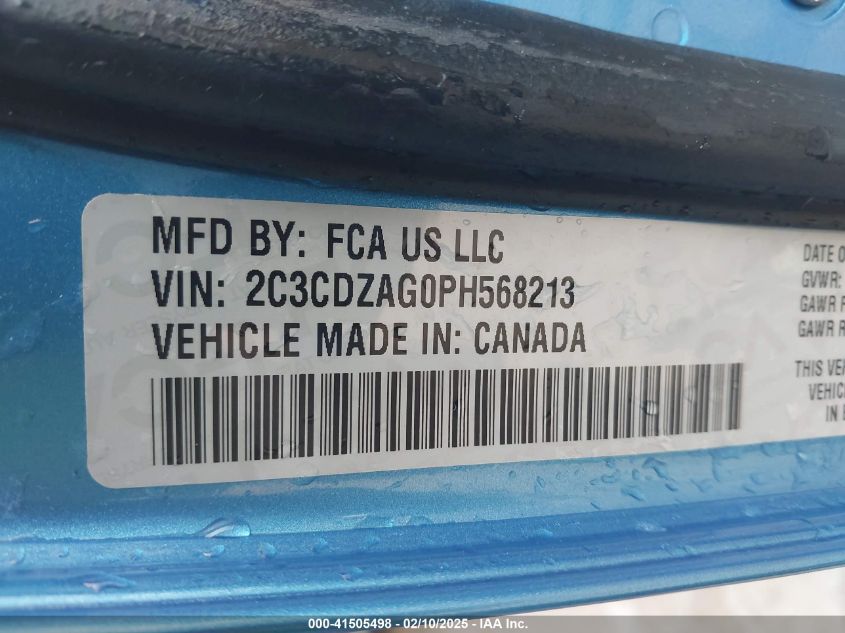 MFD BY: FCA US LLC
VIN: 2C3CDZAG0PH568213
VEHICLE MADE IN: CANADA
DATE O
GVWR:
GAWR F
GAWR R
THIS VE
VEHIC
IN
000-41505498 - 02/10/2025 - IAA Inc.